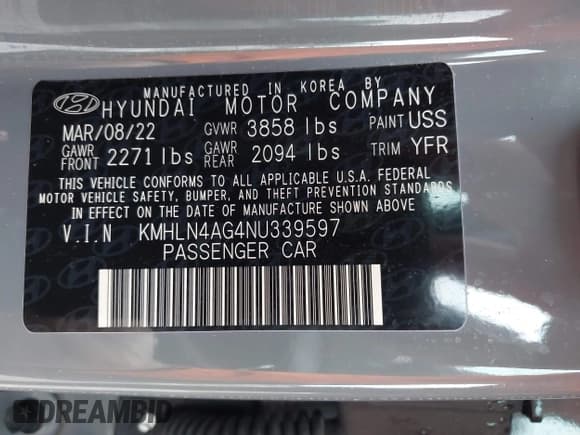 MANUFACTURED IN KOREA BY
HYUNDAI MOTOR COMPANY
MAR/08/22 GVWR 3858 lbs PAINT USS
GAWR FRONT 2271 lbs GAWR REAR 2094 lbs TRIM YFR
THIS VEHICLE CONFORMS TO ALL APPLICABLE U.S.A. FEDERAL
MOTOR VEHICLE SAFETY, BUMPER, AND THEFT PREVENTION STANDARDS
IN EFFECT ON THE DATE OF MANUFACTURE SHOWN ABOVE.
V.I.N KMHLN4AG4NU339597
PASSENGER CAR
DREAMBID